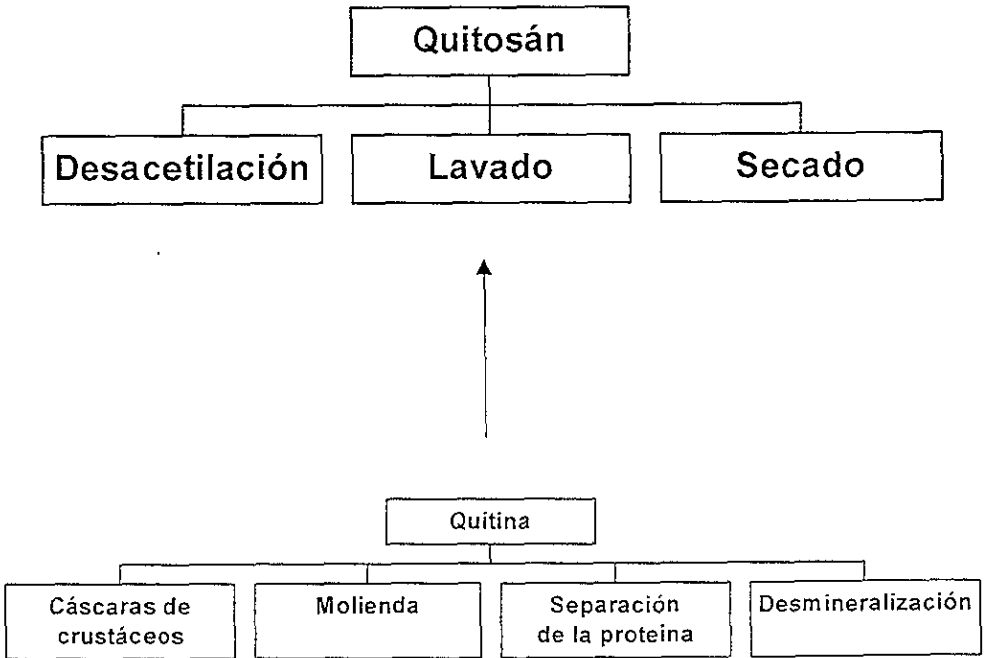 Quitosán
Desacetilación
Lavado
Secado
Quitina
Cáscaras de
crustáceos
Molienda
Separación
de la proteina
Desmineralización